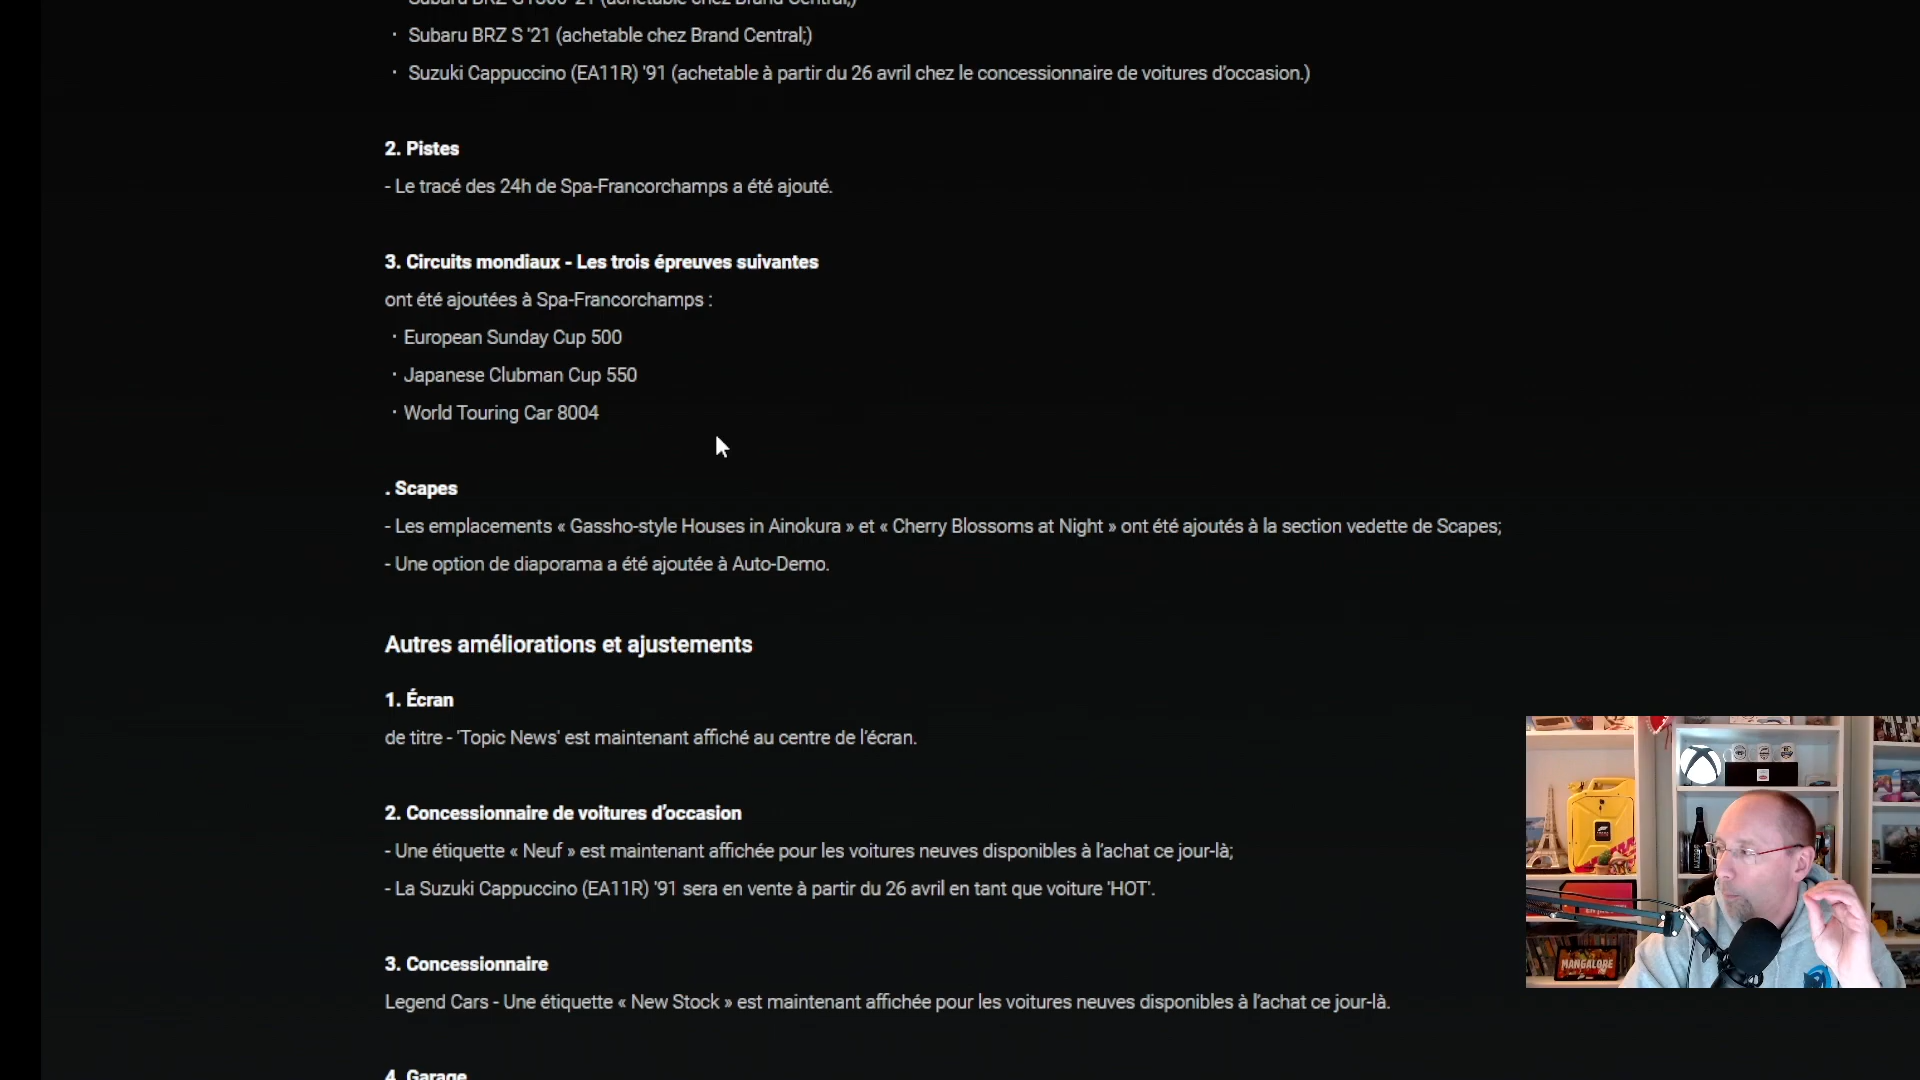 Subaru BRZ GT300 '21 (achetable chez Brand Central;)
· Subaru BRZ S '21 (achetable chez Brand Central;)
· Suzuki Cappuccino (EA11R) '91 (achetable à partir du 26 avril chez le concessionnaire de voitures d'occasion.)
2. Pistes
- Le tracé des 24h de Spa-Francorchamps a été ajouté.
3. Circuits mondiaux - Les trois épreuves suivantes
ont été ajoutées à Spa-Francorchamps :
· European Sunday Cup 500
· Japanese Clubman Cup 550
· World Touring Car 8004
. Scapes
- Les emplacements « Gassho-style Houses in Ainokura » et « Cherry Blossoms at Night » ont été ajoutés à la section vedette de Scapes;
- Une option de diaporama a été ajoutée à Auto-Demo.
Autres améliorations et ajustements
1. Écran
de titre - 'Topic News' est maintenant affiché au centre de l'écran.
2. Concessionnaire de voitures d'occasion
- Une étiquette « Neuf » est maintenant affichée pour les voitures neuves disponibles à l'achat ce jour-là;
- La Suzuki Cappuccino (EA11R) '91 sera en vente à partir du 26 avril en tant que voiture 'HOT'.
3. Concessionnaire
Legend Cars - Une étiquette « New Stock » est maintenant affichée pour les voitures neuves disponibles à l'achat ce jour-là.
4. Garage
MANGALORE